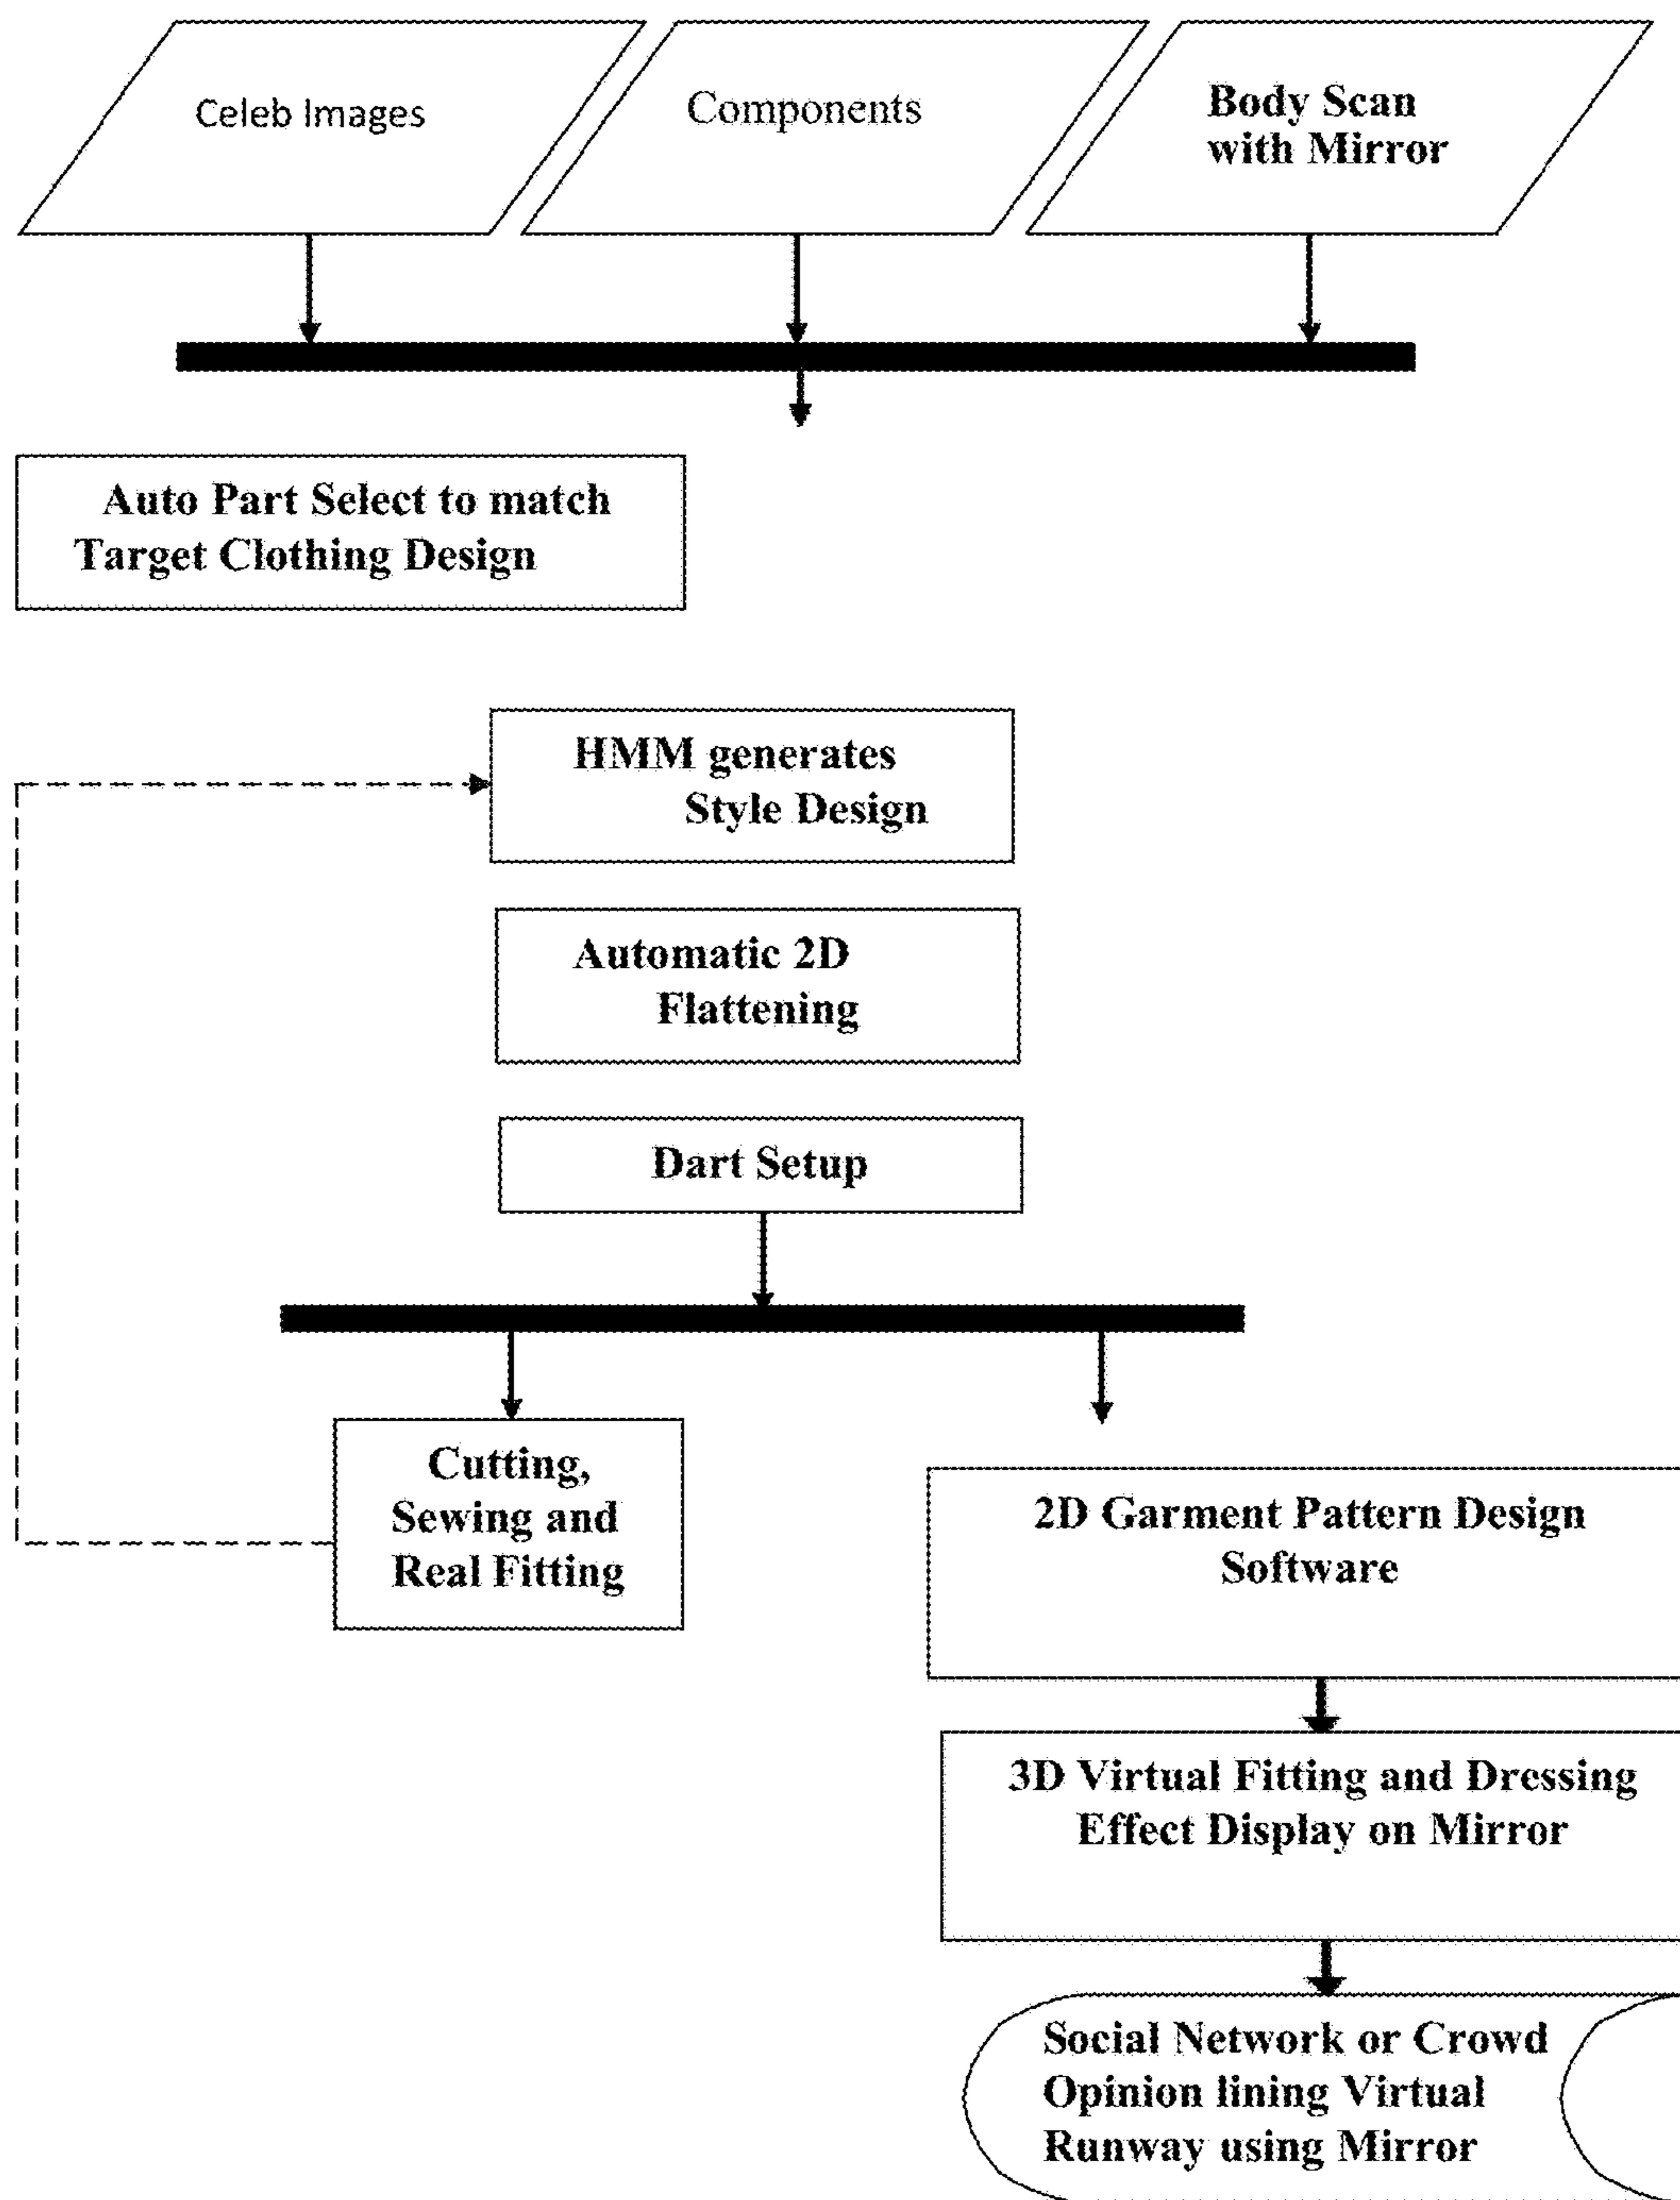 Celeb Images
Components
Body Scan
with Mirror
Auto Part Select to match
Target Clothing Design
HMM generates
Style Design
Automatic 2D
Flattening
Dart Setup
Cutting,
Sewing and
Real Fitting
2D Garment Pattern Design
Software
3D Virtual Fitting and Dressing
Effect Display on Mirror
Social Network or Crowd
Opinion lining Virtual
Runway using Mirror